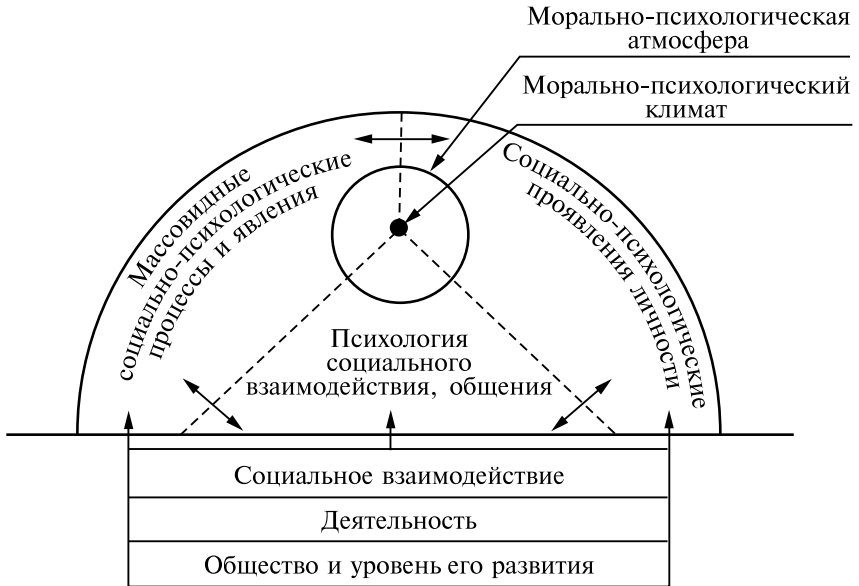 Морально-психологическая
атмосфера
Морально-психологический
климат
Массовидные
социально-психологические
процессы и явления
Социально-психологические
проявления личности
Психология
социального
взаимодействия, общения
Социальное взаимодействие
Деятельность
Общество и уровень его развития